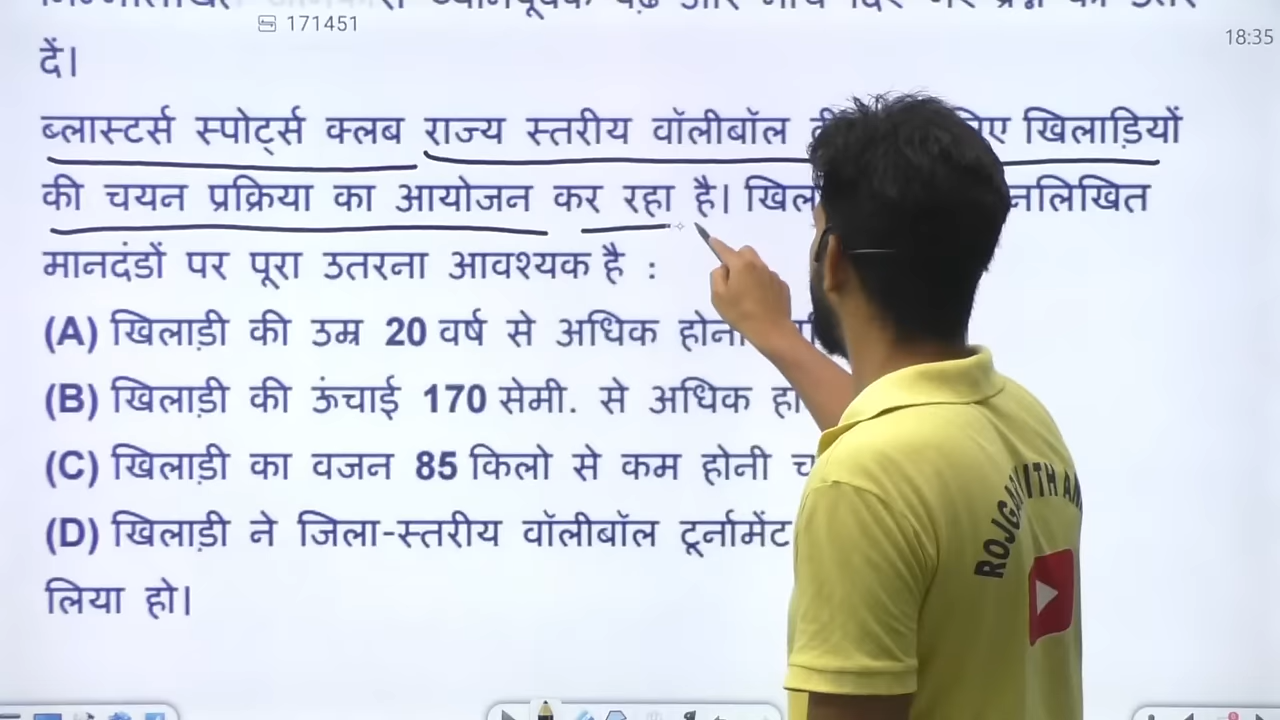 171451
18:35
दें।
ब्लास्टर्स स्पोर्ट्स क्लब राज्य स्तरीय वॉलीबॉल खिलाड़ियों
की चयन प्रक्रिया का आयोजन कर रहा है।
मानदंडों पर पूरा उतरना आवश्यक है :
(A) खिलाड़ी की उम्र 20 वर्ष से अधिक
(B) खिलाड़ी की ऊंचाई 170 सेमी. से अधिक
(C) खिलाड़ी का वजन 85 किलो से कम होनी
(D) खिलाड़ी ने जिला-स्तरीय वॉलीबॉल टूर्नामेंट
लिया हो।
WITH